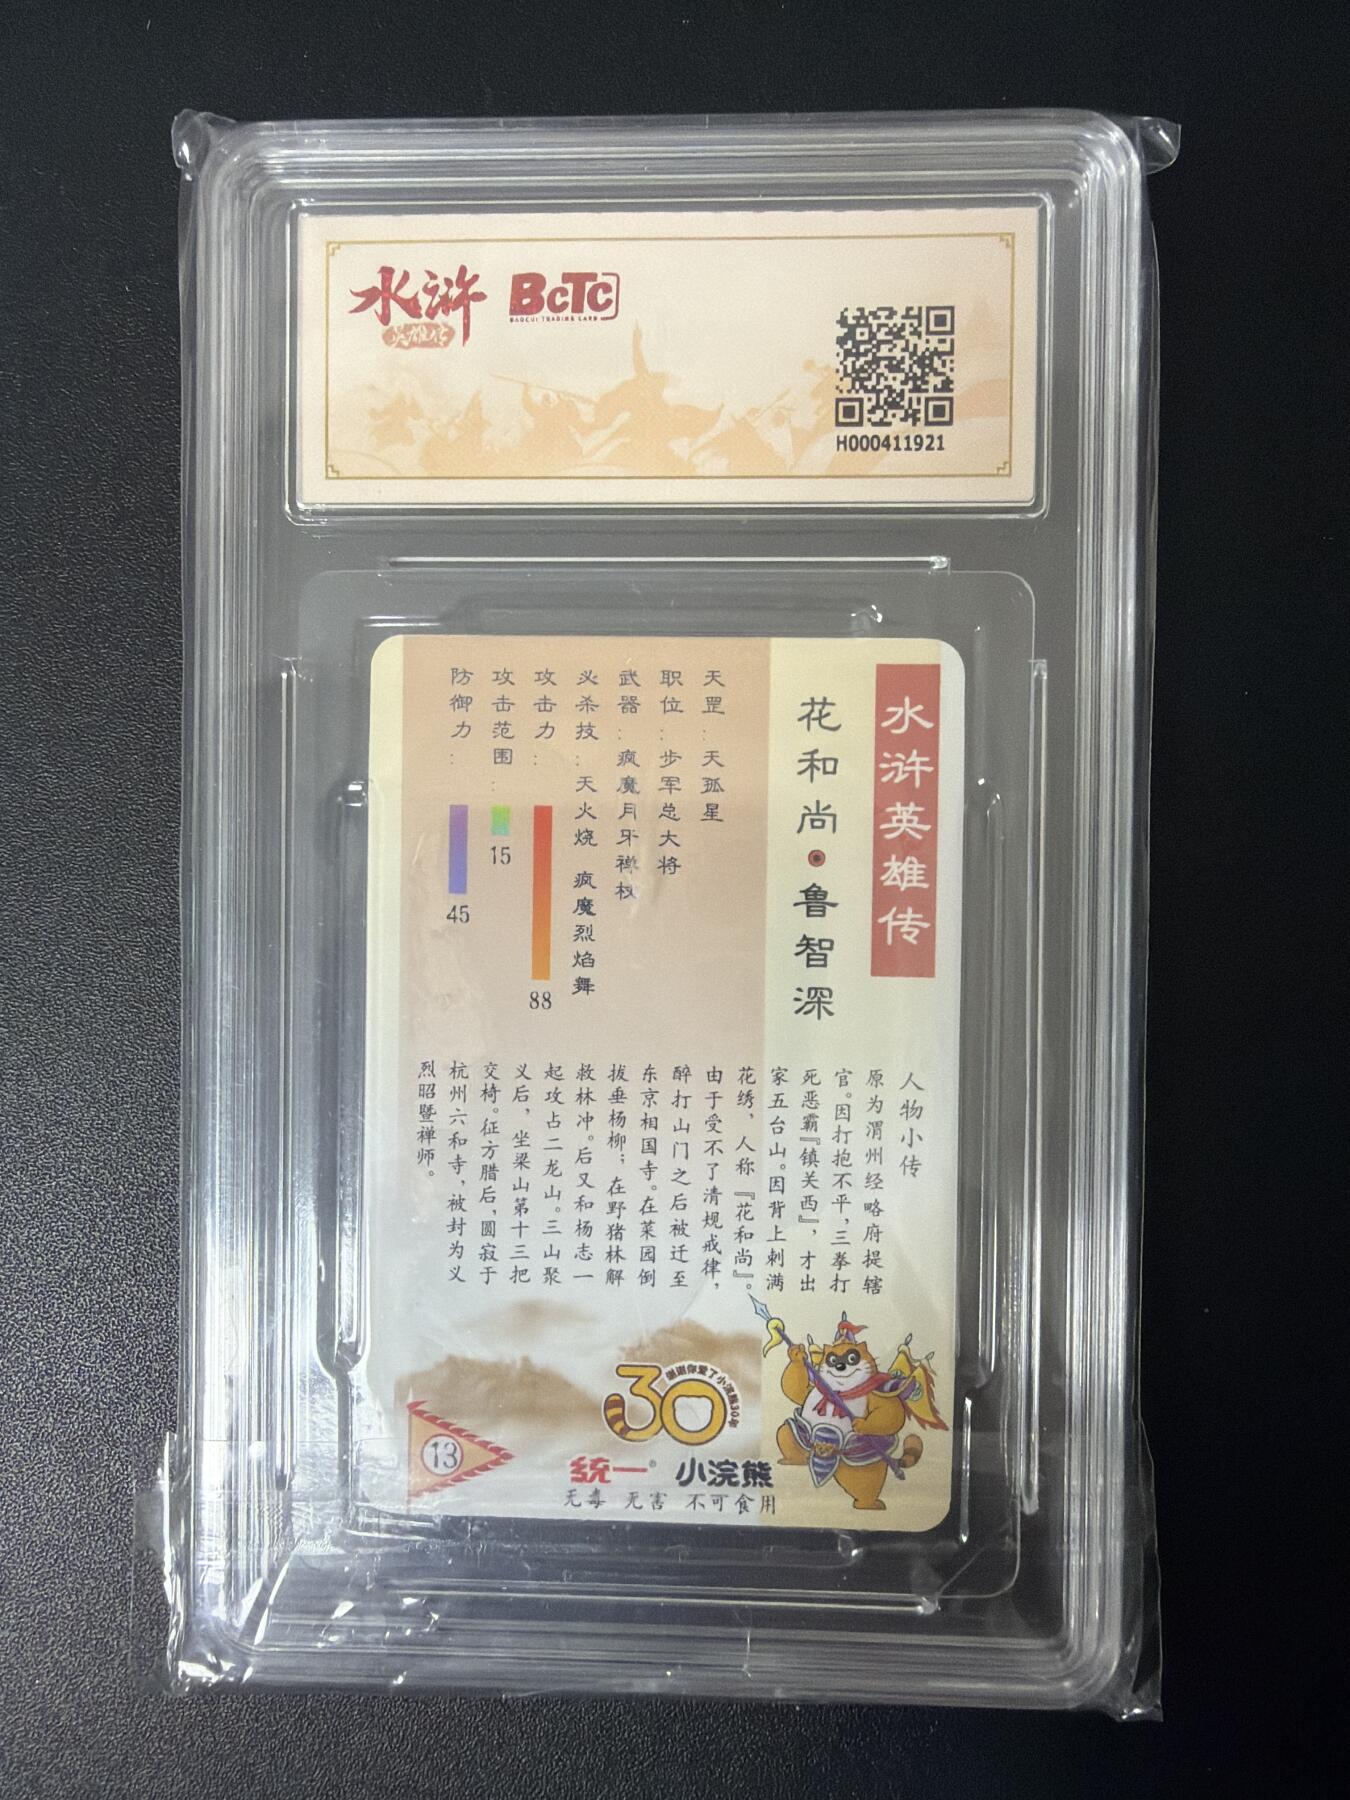 水浒
英雄传
BCTC
BAOCUI TRADING CARD
H000411921
水浒英雄传
花和尚·鲁智深
天罡：天孤星
职位：步军总大将
武器：疯魔月牙禅杖
必杀技：天火烧 疯魔烈焰舞
攻击力：
88
攻击范围：
15
防御力：
45
人物小传
原为渭州经略府提辖
官。因打抱不平，三拳打
死恶霸『镇关西』，才出
家五台山。因背上刺满
花绣，人称『花和尚』。
由于受不了清规戒律，
醉打山门之后被迁至
东京相国寺。在菜园倒
拔垂杨柳；在野猪林解
救林冲。后又和杨志一
起攻占二龙山。三山聚
义后，坐梁山第十三把
交椅。征方腊后，圆寂于
杭州六和寺，被封为义
烈昭暨禅师。
13
30
谢谢你爱了小浣熊30年
统一® 小浣熊
无毒 无害 不可食用